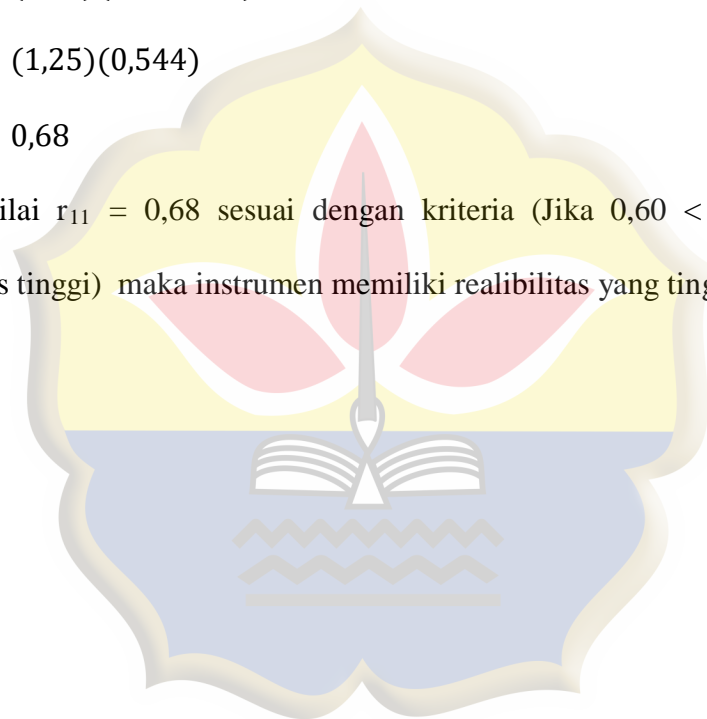 (1,25)(0,544)
0,68
ilai r₁₁ = 0,68 sesuai dengan kriteria (Jika 0,60 <
s tinggi) maka instrumen memiliki realibilitas yang ting